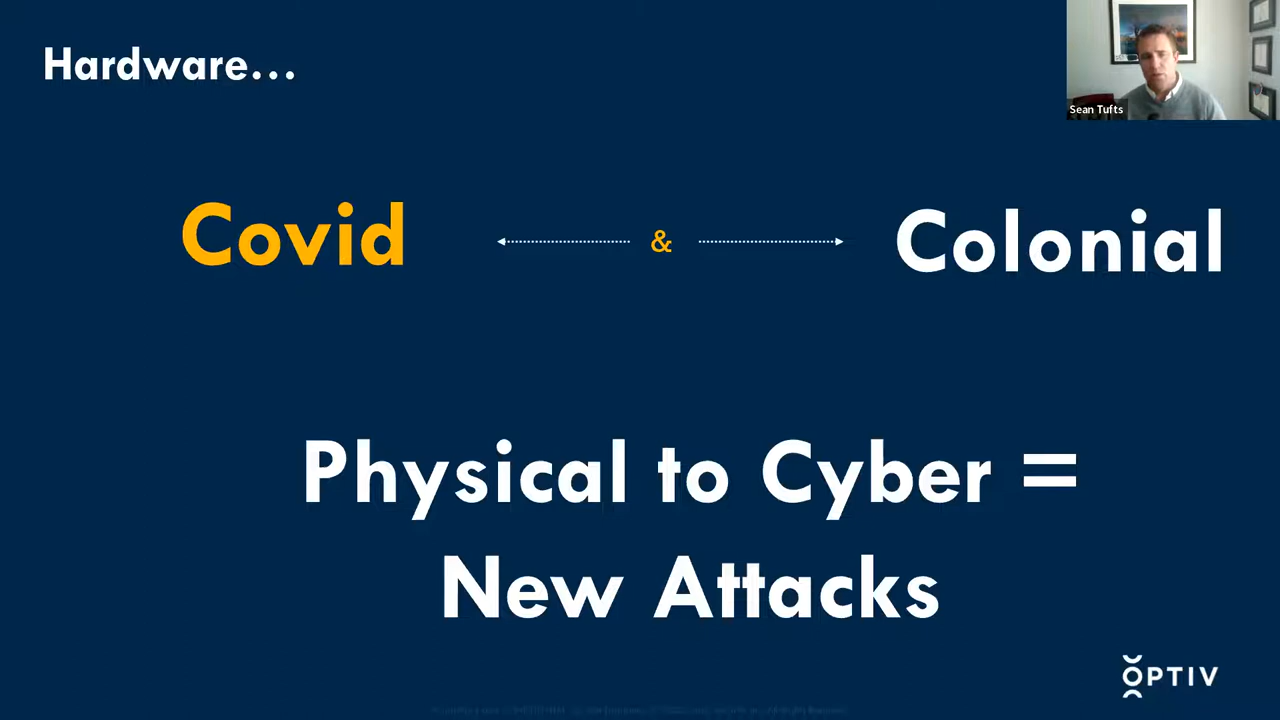 Hardware...
Sean Tufts
Covid
&
Colonial
Physical to Cyber =
New Attacks
OPTIV